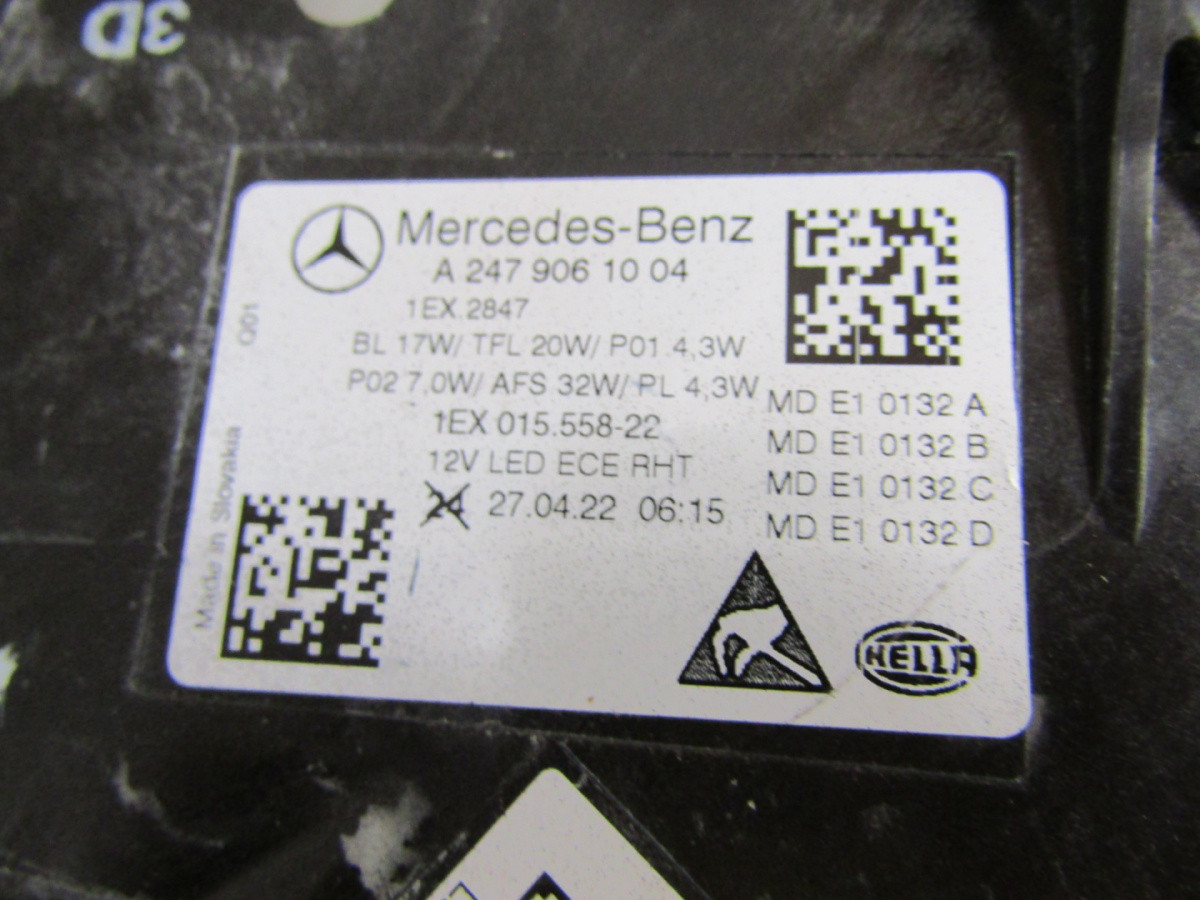 3D
Mercedes-Benz
A 247 906 10 04
1EX 2847
BL 17W/ TFL 20W/ P01 4,3W
P02 7,0W/ AFS 32W/ PL 4,3W
1EX 015.558-22
12V LED ECE RHT
24 27.04.22 06:15
MD E1 0132 A
MD E1 0132 B
MD E1 0132 C
MD E1 0132 D
Q01
Made in Slovakia
HELLA